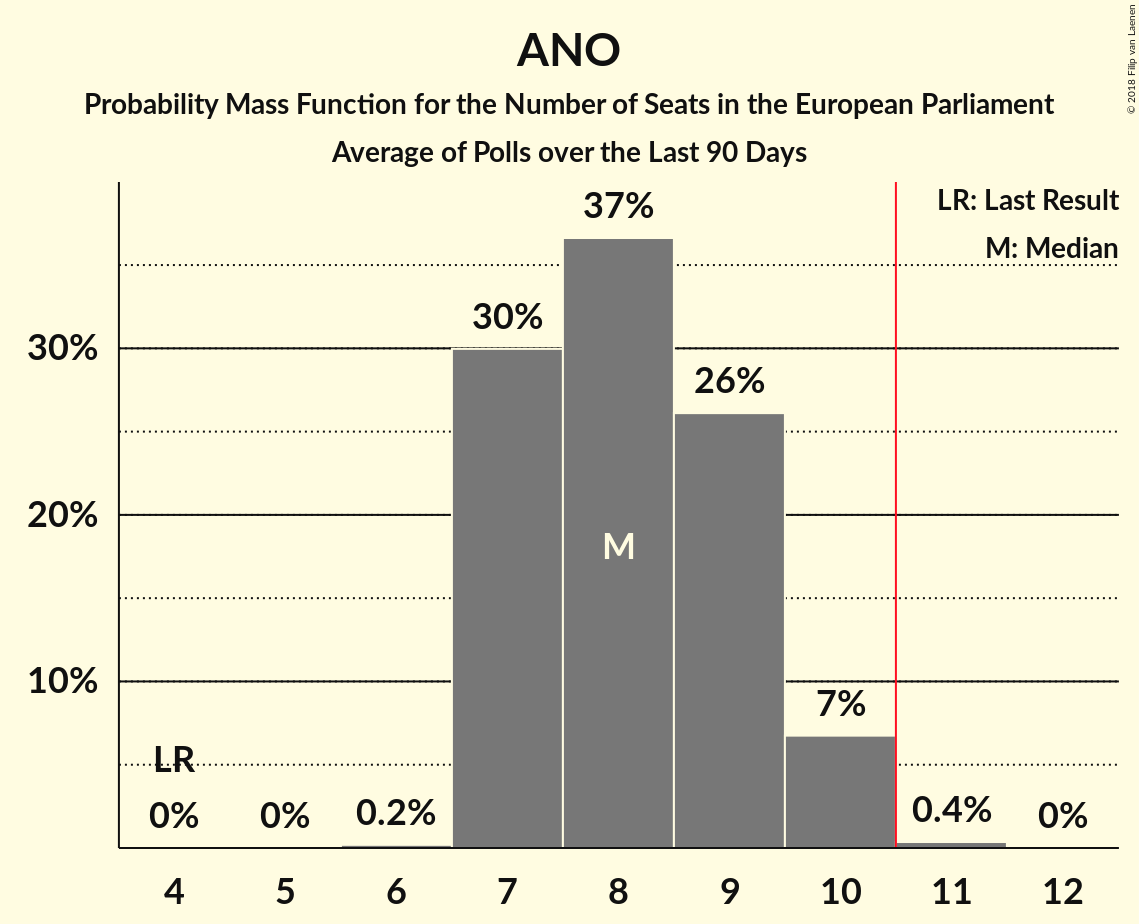 ANO
Probability Mass Function for the Number of Seats in the European Parliament
Average of Polls over the Last 90 Days
© 2018 Filip van Laenen
LR: Last Result
M: Median
37%
30%
30%
26%
20%
M
10%
7%
LR
0%
0%
0.2%
0.4%
0%
4 5 6 7 8 9 10 11 12